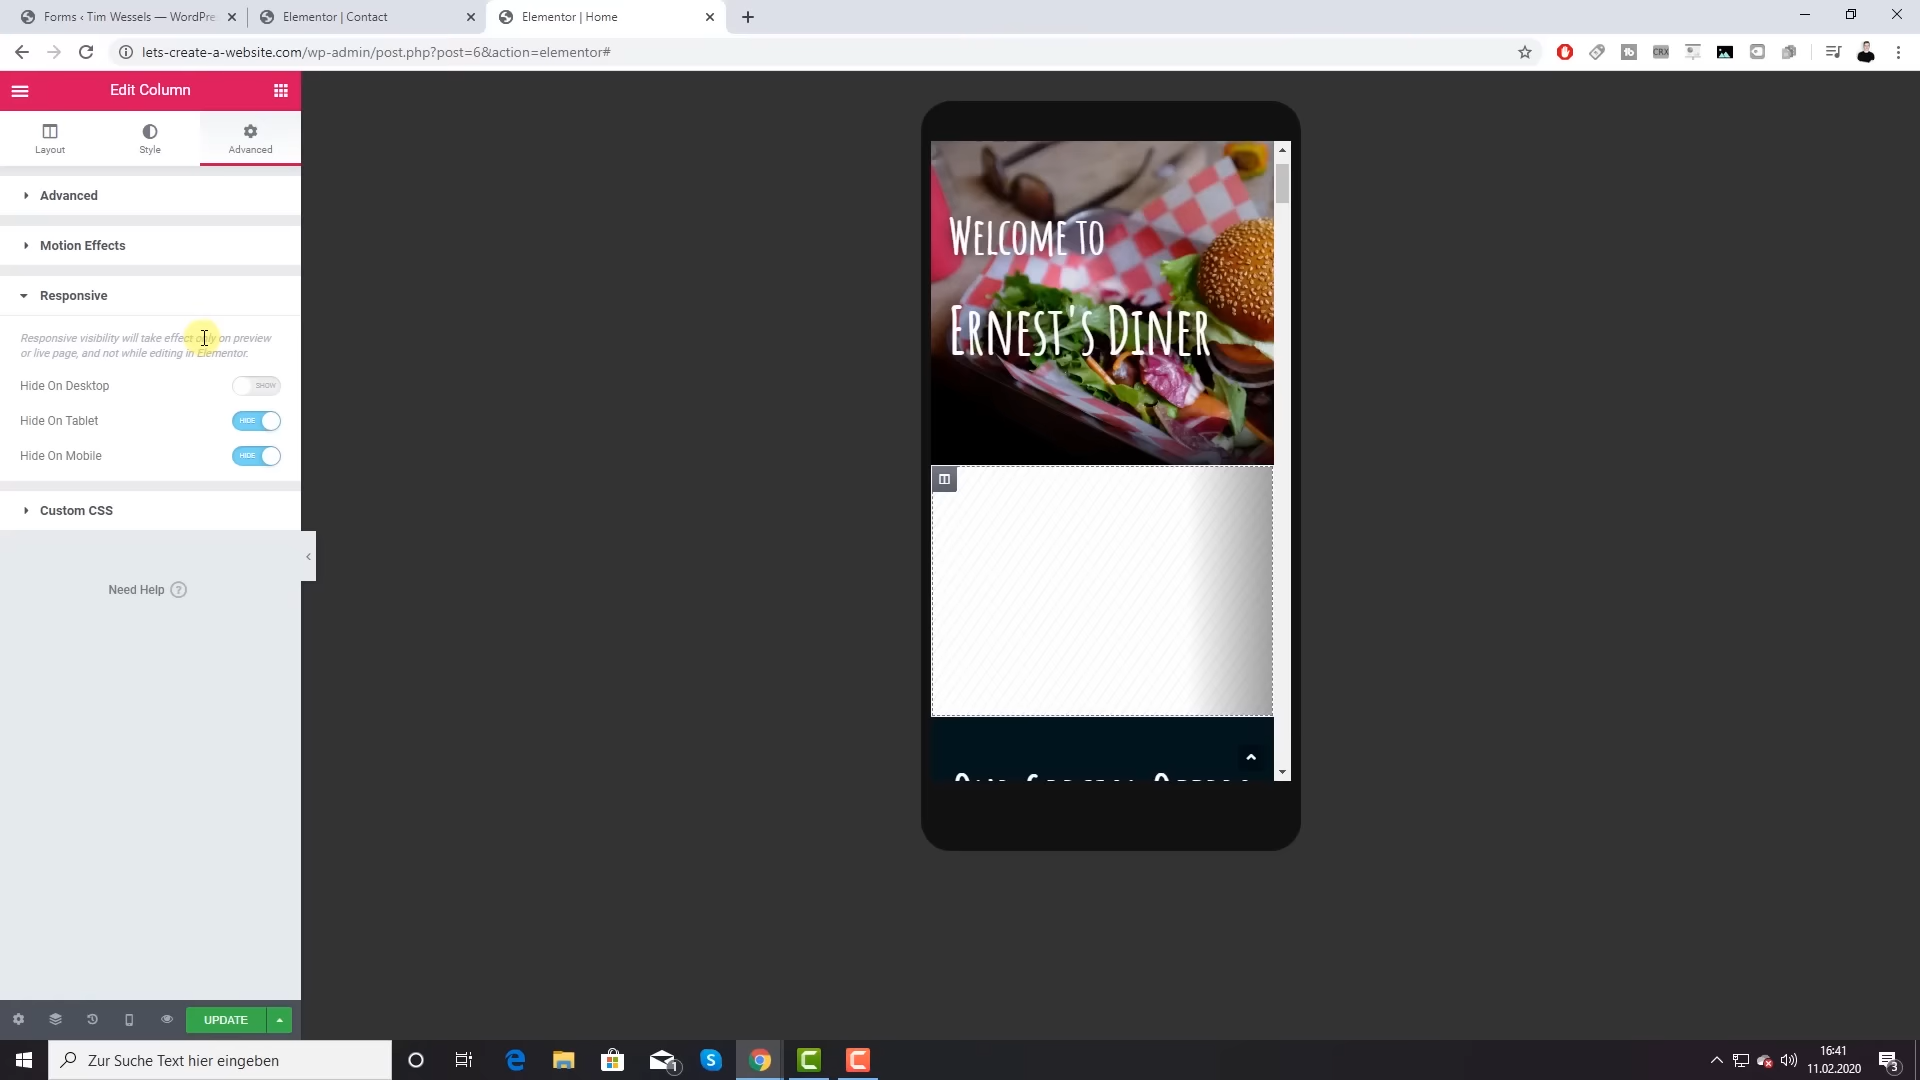 Forms ‹ Tim Wessels — WordPre
Elementor | Contact
Elementor | Home
lets-create-a-website.com/wp-admin/post.php?post=6&action=elementor#
CRX
Edit Column
Layout
Style
Advanced
Advanced
Motion Effects
Responsive
Responsive visibility will take effect only on preview
or live page, and not while editing in Elementor.
Hide On Desktop
SHOW
Hide On Tablet
HIDE
Hide On Mobile
HIDE
Custom CSS
Need Help ?
Welcome to
Ernest's Diner
UPDATE
Zur Suche Text hier eingeben
1
16:41
11.02.2020
3